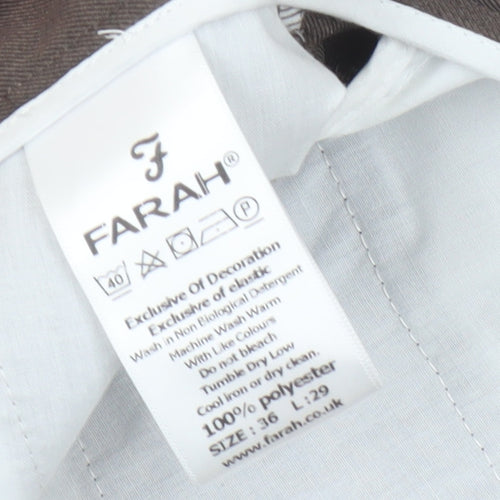 F
FARAH®
40 P
Exclusive Of Decoration
Exclusive of elastic
Wash in Non Biological Detergent
Machine Wash Warm
With Like Colours
Do not bleach
Tumble Dry Low
Cool iron or dry clean.
100% polyester
SIZE : 36 L : 29
www.farah.co.uk